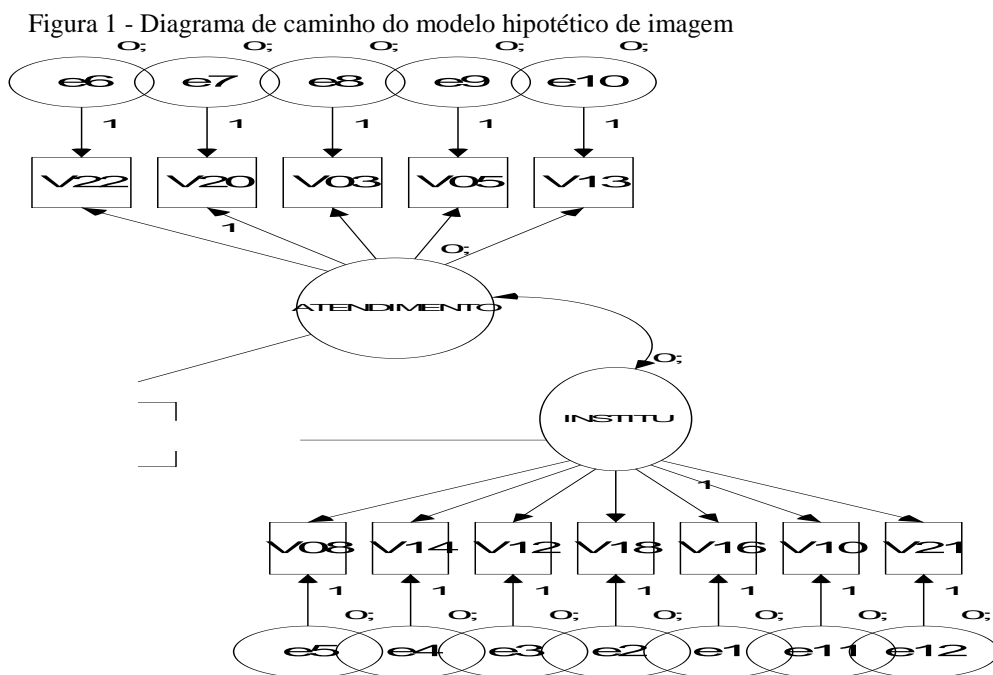 Figura 1 - Diagrama de caminho do modelo hipotético de imagem
0; 0; 0; 0; 0;
e6 e7 e8 e9 e10
1 1 1 1 1
V22 V20 V03 V05 V13
1
0;
ATENDIMENTO
0;
INSTITU
1
V08 V14 V12 V18 V16 V10 V21
1 1 1 1 1 1 1
0; 0; 0; 0; 0; 0; 0;
e5 e4 e3 e2 e1 e11 e12